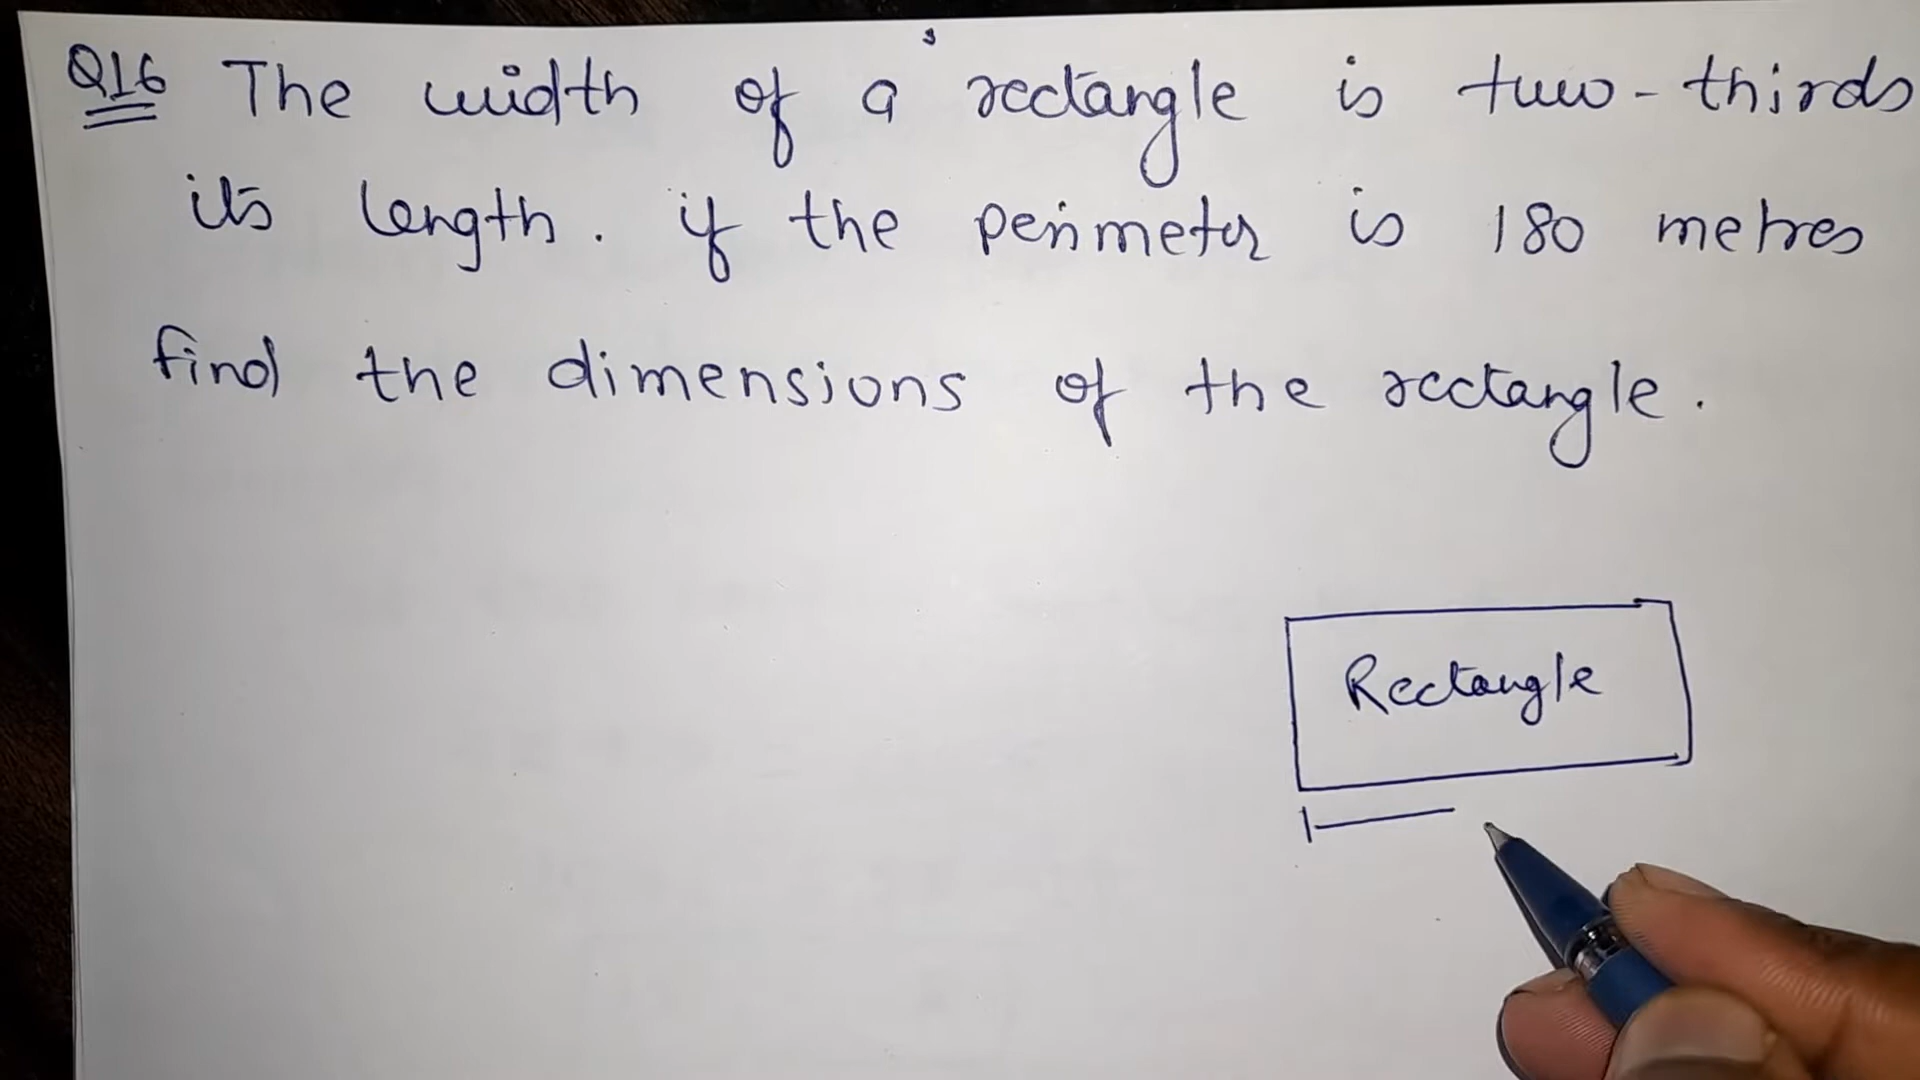 Q16 The width of a rectangle is two-thirds
its length. if the perimeter is 180 metres
find the dimensions of the rectangle.
Rectangle